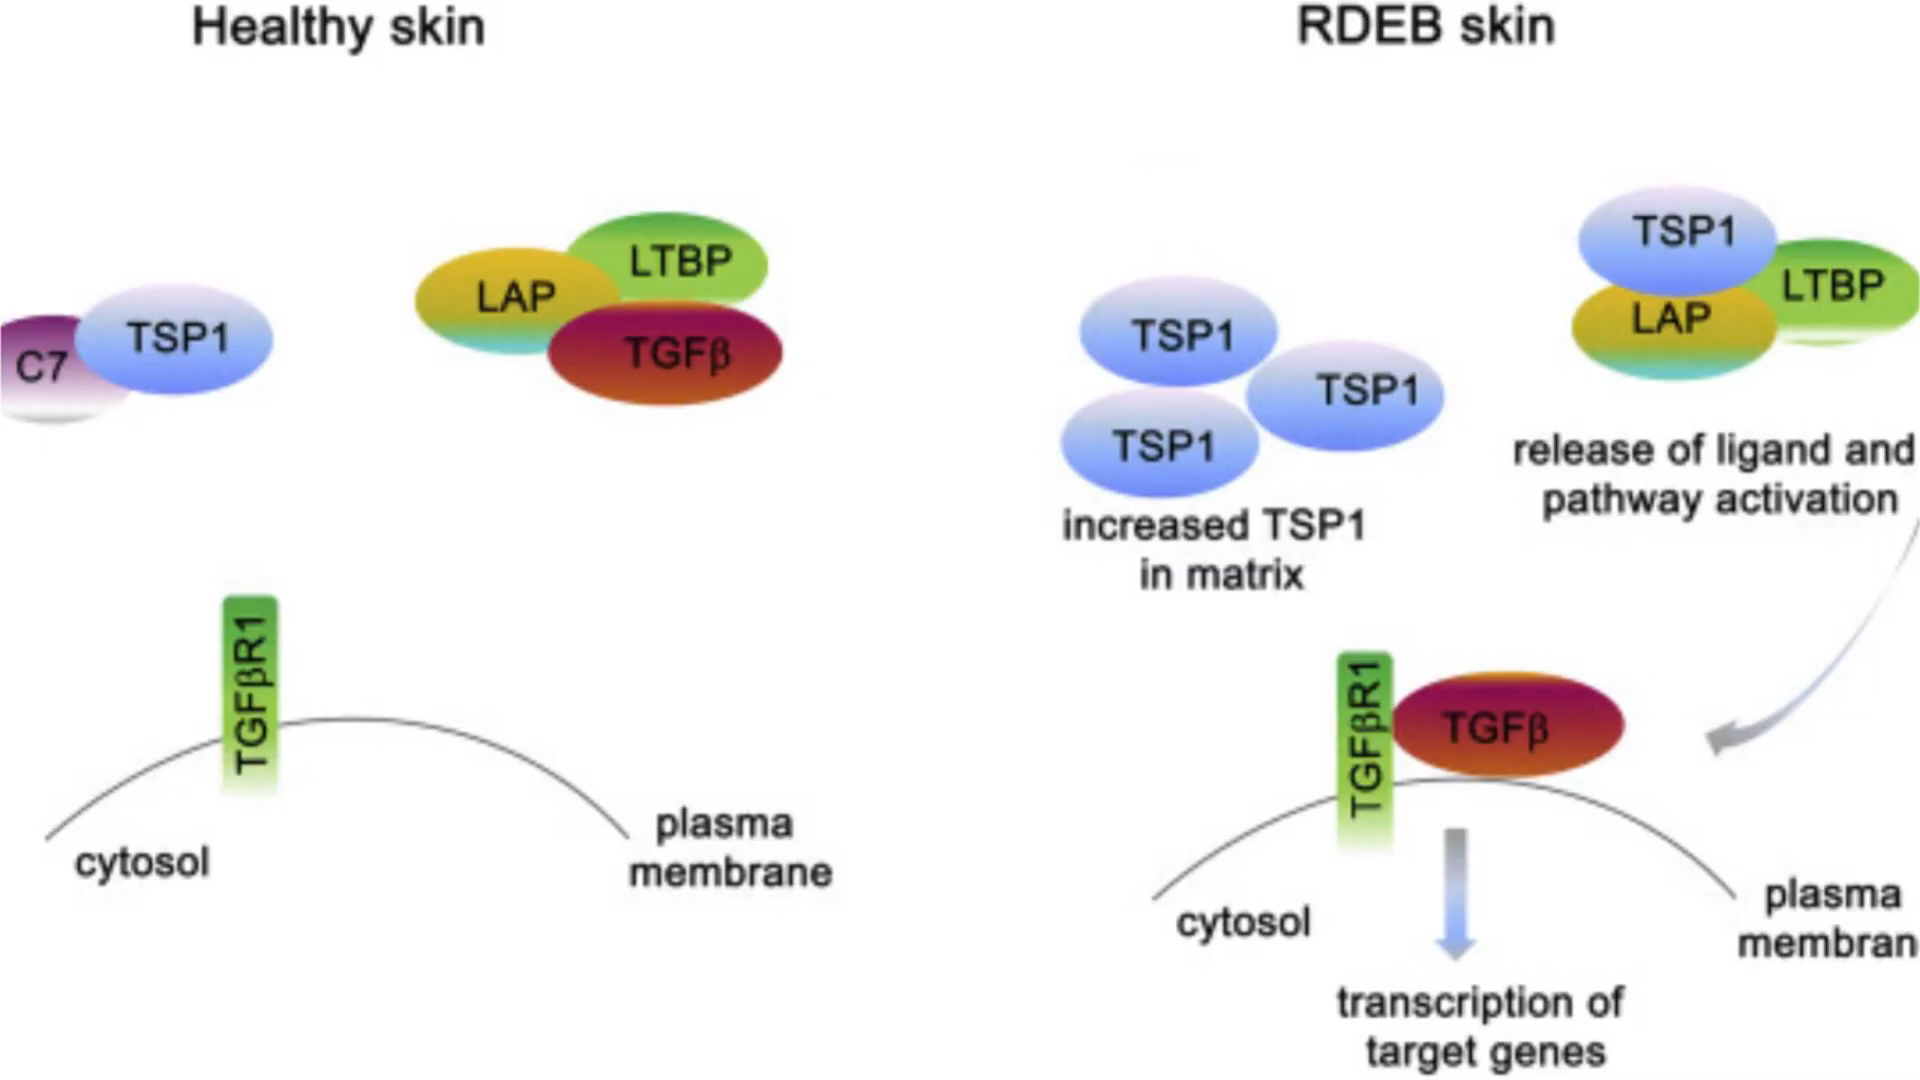 Healthy skin
C7
TSP1
LAP
LTBP
TGFβ
TGFβR1
cytosol
plasma
membrane
RDEB skin
TSP1
TSP1
TSP1
increased TSP1
in matrix
TSP1
LTBP
LAP
release of ligand and
pathway activation
TGFβR1
TGFβ
cytosol
plasma
membran
transcription of
target genes